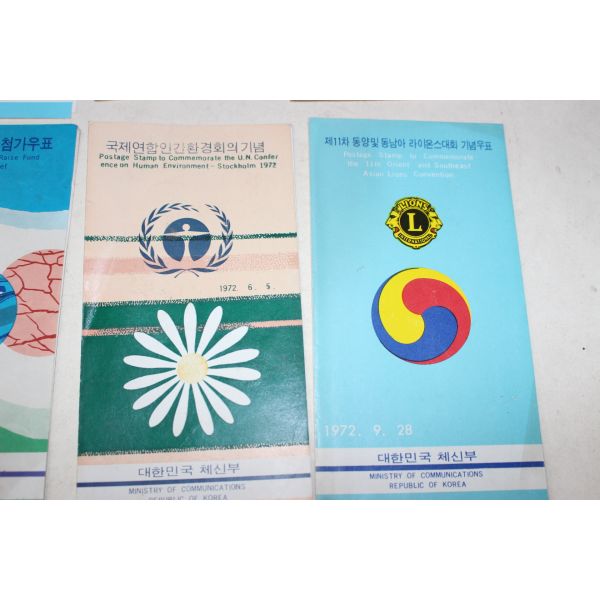 첨가우표
Raise Fund
국제연합인간환경회의기념
Postage Stamp to Commemorate the U.N. Confer
ence on Human Environment - Stockholm 1972
1972. 6. 5.
대한민국 체신부
MINISTRY OF COMMUNICATIONS
REPUBLIC OF KOREA
제11차 동양및동남아 라이온스대회 기념우표
Postage Stamp to Commemorate
the 11th Orient and Southeast
Asian Lions Convention
LIONS
L
INTERNATIONAL
1972. 9. 28
대한민국 체신부
MINISTRY OF COMMUNICATIONS
REPUBLIC OF KOREA